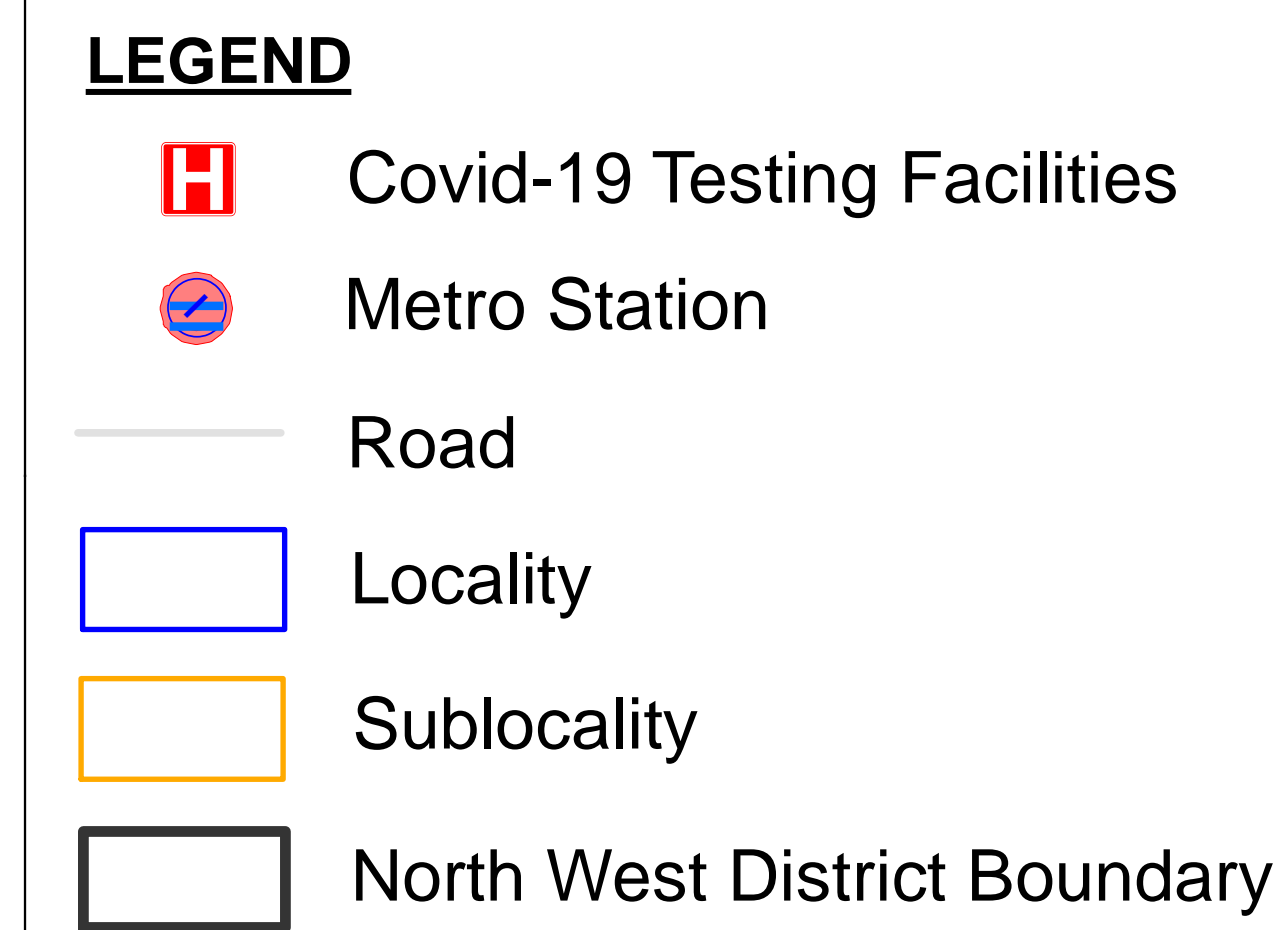 LEGEND
H Covid-19 Testing Facilities
Metro Station
Road
Locality
Sublocality
North West District Boundary